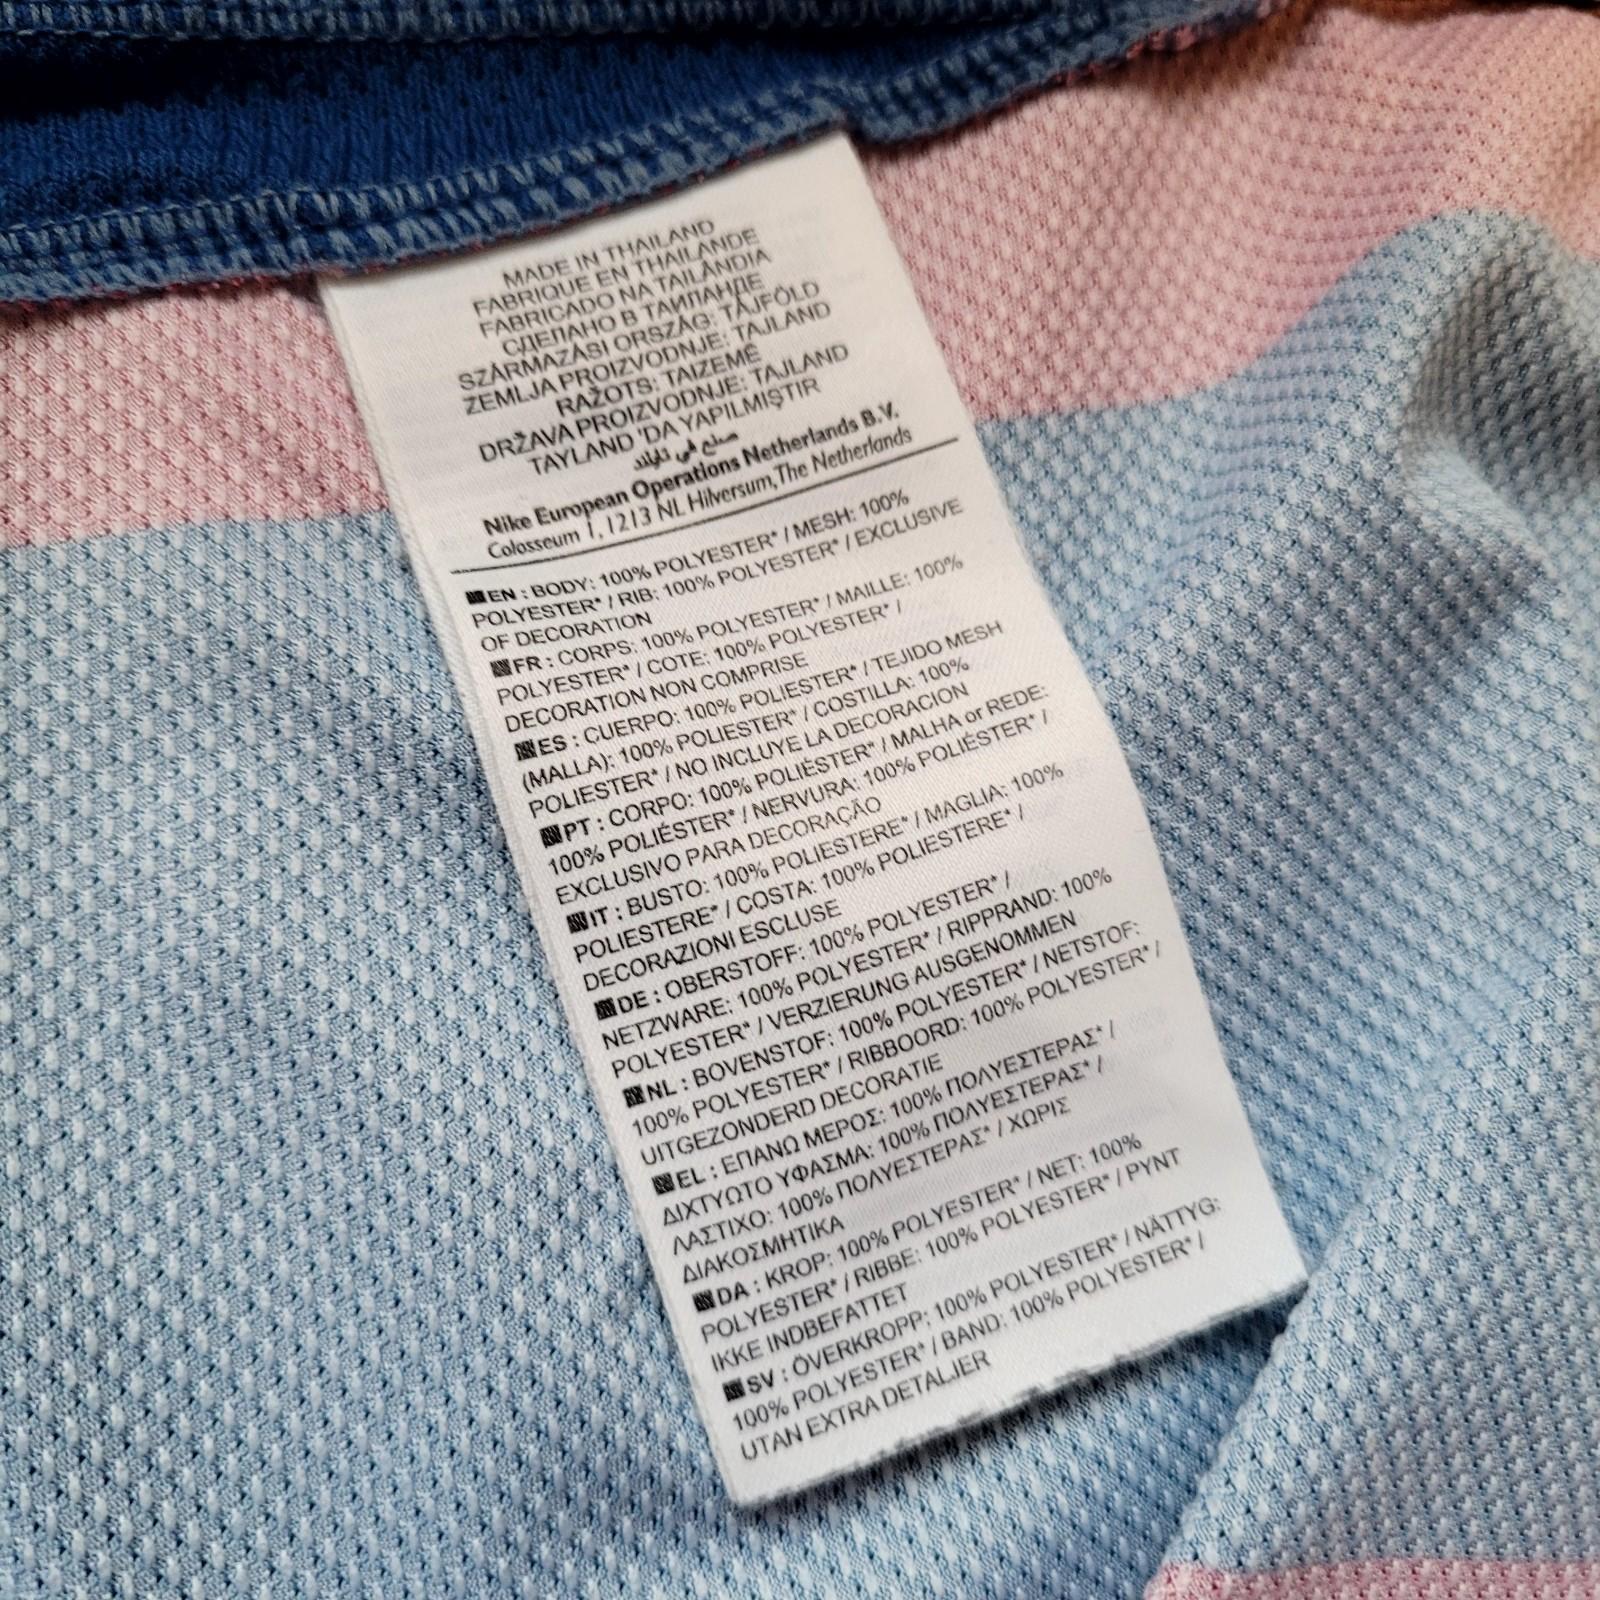 MADE IN THAILAND
FABRIQUE EN THAILANDE
FABRICADO NA TAILÂNDIA
СДЕЛАНО В ТАИЛАНДЕ
SZÁRMAZÁSI ORSZÁG: TÁJFÖLD
ZEMLJA PROIZVODNJE: TAJLAND
RAŽOTS: TAIZEMĒ
DRŽAVA PROIZVODNJE: TAJLAND
TAYLAND 'DA YAPILMIŞTIR
صنع في تايلند
Nike European Operations Netherlands B.V.
Colosseum 1, 1213 NL Hilversum, The Netherlands
EN : BODY: 100% POLYESTER* / MESH: 100%
POLYESTER* / RIB: 100% POLYESTER* / EXCLUSIVE
OF DECORATION
FR : CORPS: 100% POLYESTER* / MAILLE: 100%
POLYESTER* / COTE: 100% POLYESTER* /
DECORATION NON COMPRISE
ES : CUERPO: 100% POLIESTER* / TEJIDO MESH
(MALLA): 100% POLIESTER* / COSTILLA: 100%
POLIESTER* / NO INCLUYE LA DECORACION
PT : CORPO: 100% POLIÉSTER* / MALHA or REDE:
100% POLIÉSTER* / NERVURA: 100% POLIÉSTER* /
EXCLUSIVO PARA DECORAÇÃO
IT : BUSTO: 100% POLIESTERE* / MAGLIA: 100%
POLIESTERE* / COSTA: 100% POLIESTERE* /
DECORAZIONI ESCLUSE
DE : OBERSTOFF: 100% POLYESTER* /
NETZWARE: 100% POLYESTER* / RIPPRAND: 100%
POLYESTER* / VERZIERUNG AUSGENOMMEN
NL : BOVENSTOF: 100% POLYESTER* / NETSTOF:
100% POLYESTER* / RIBBOORD: 100% POLYESTER* /
UITGEZONDERD DECORATIE
EL : ΕΠΑΝΩ ΜΕΡΟΣ: 100% ΠΟΛΥΕΣΤΕΡΑΣ* /
ΔΙΧΤΥΩΤΟ ΥΦΑΣΜΑ: 100% ΠΟΛΥΕΣΤΕΡΑΣ* /
ΛΑΣΤΙΧΟ: 100% ΠΟΛΥΕΣΤΕΡΑΣ* / ΧΩΡΙΣ
ΔΙΑΚΟΣΜΗΤΙΚΑ
DA : KROP: 100% POLYESTER* / NET: 100%
POLYESTER* / RIBBE: 100% POLYESTER* / PYNT
IKKE INDBEFATTET
SV : ÖVERKROPP: 100% POLYESTER* / NÄTTYG:
100% POLYESTER* / BAND: 100% POLYESTER* /
UTAN EXTRA DETALJER